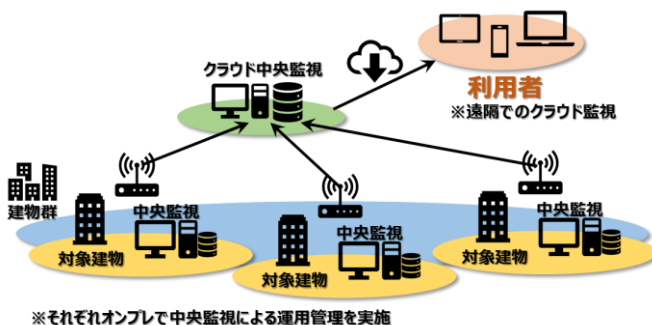 クラウド中央監視
利用者
※遠隔でのクラウド監視
建物群
中央監視
対象建物
中央監視
対象建物
中央監視
対象建物
※それぞれオンプレで中央監視による運用管理を実施